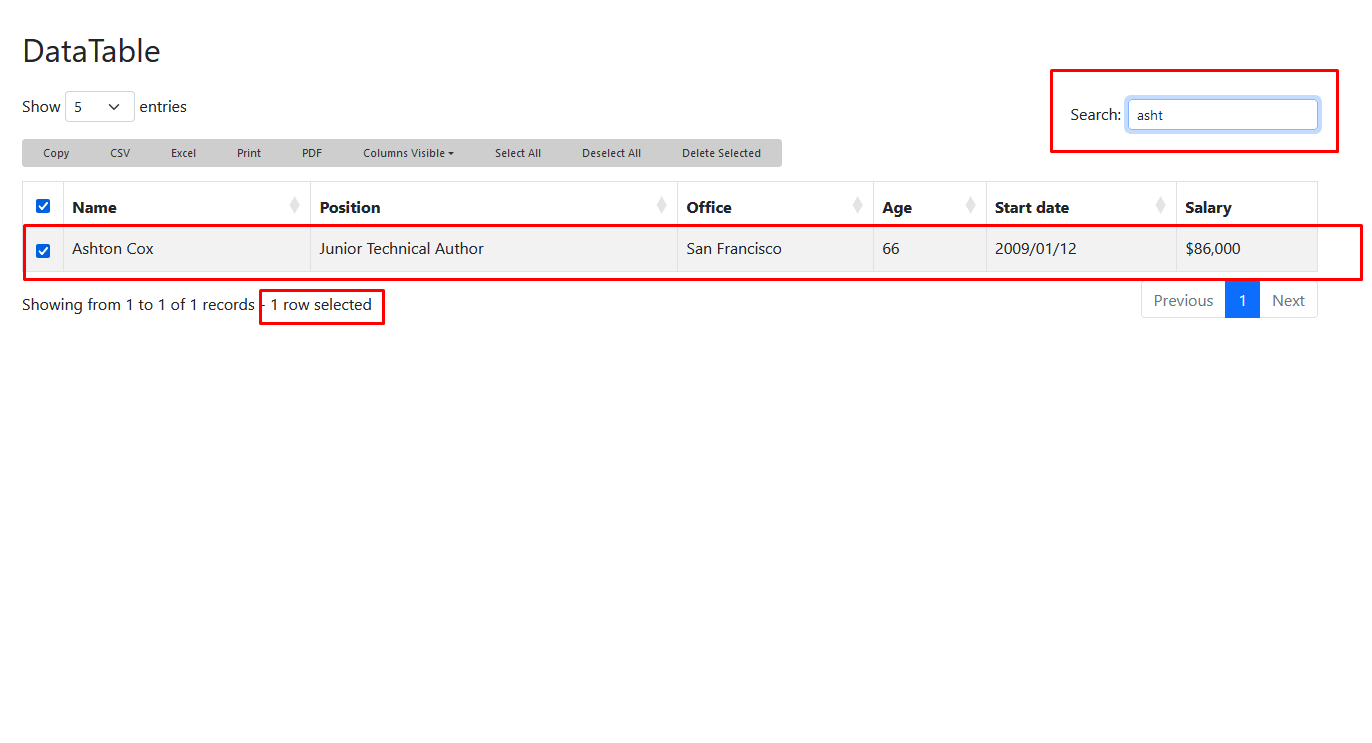 DataTable
Show 5 entries
Search: asht
Copy CSV Excel Print PDF Columns Visible Select All Deselect All Delete Selected
Name Position Office Age Start date Salary
Ashton Cox Junior Technical Author San Francisco 66 2009/01/12 $86,000
Showing from 1 to 1 of 1 records - 1 row selected
Previous 1 Next